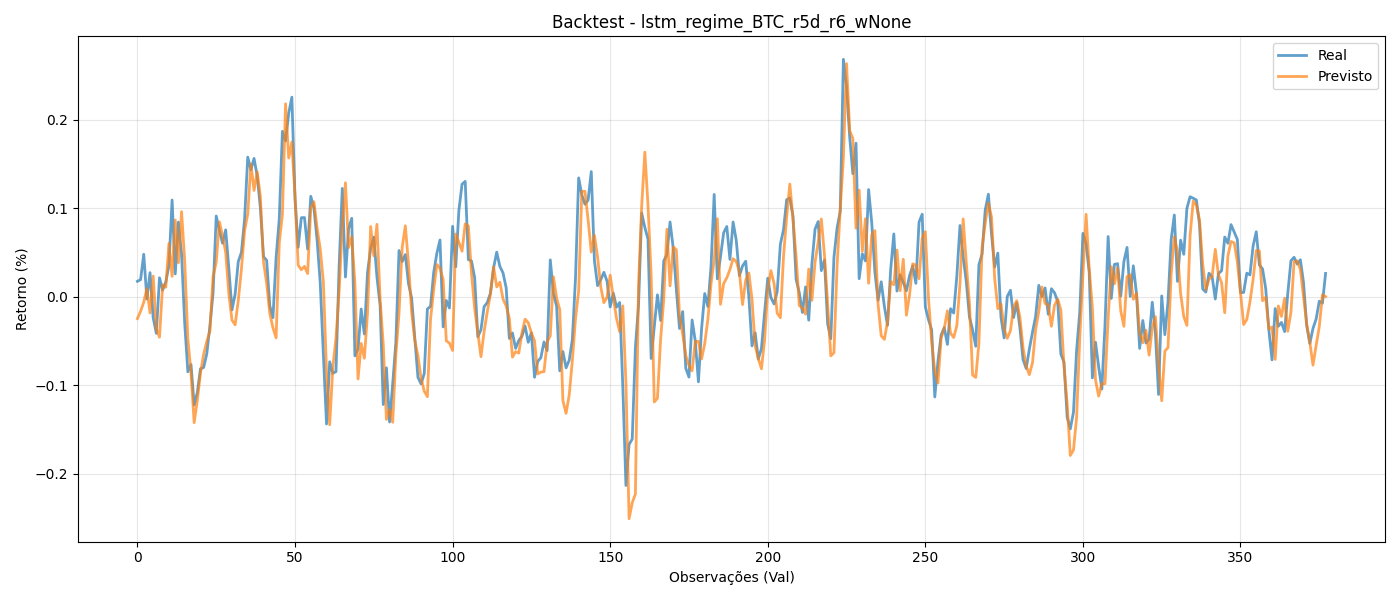 Backtest - lstm_regime_BTC_r5d_r6_wNone
Real
Previsto
Retorno (%)
0.2
0.1
0.0
−0.1
−0.2
0 50 100 150 200 250 300 350
Observações (Val)